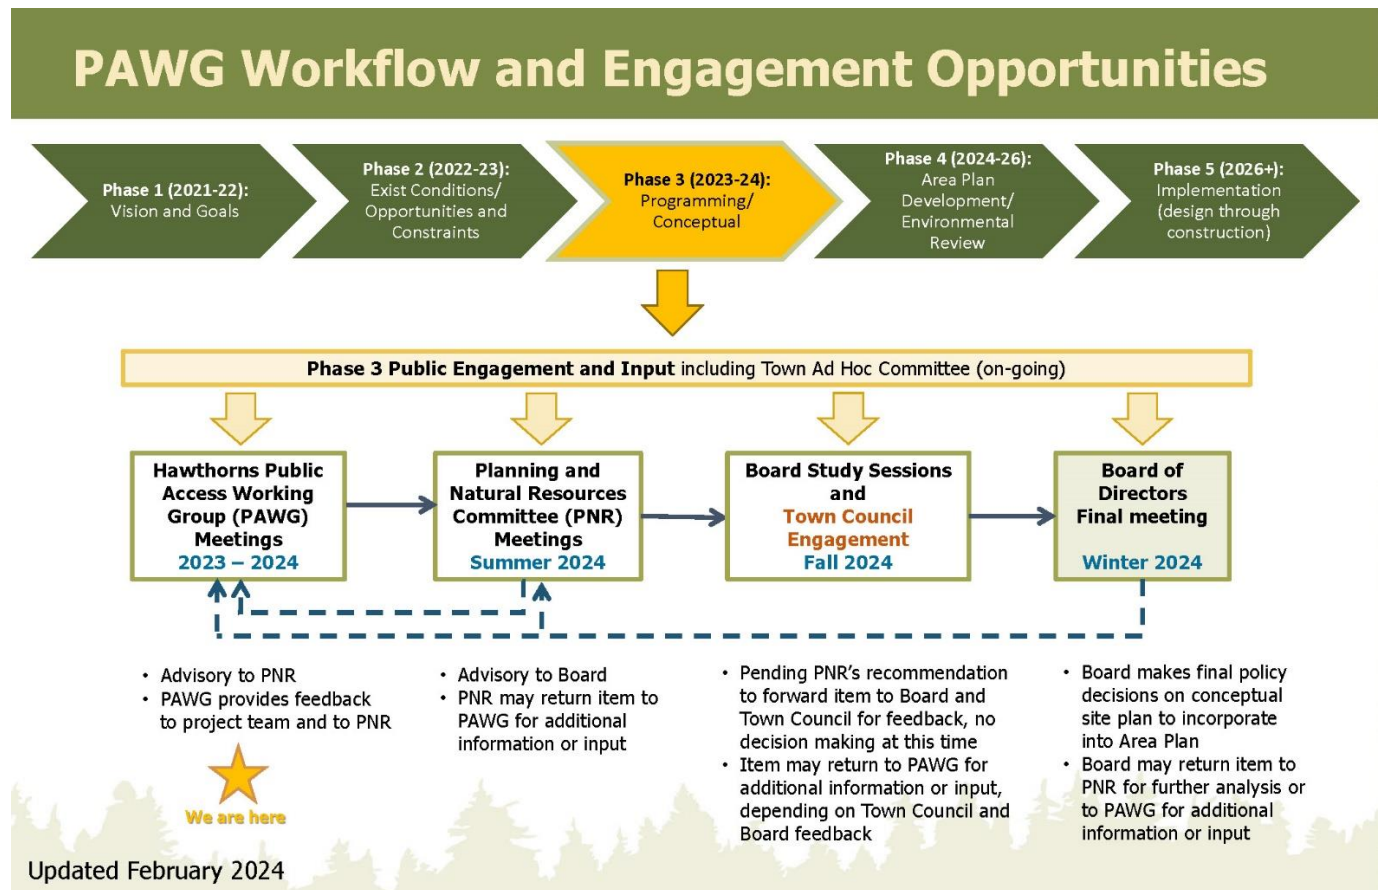 PAWG Workflow and Engagement Opportunities
Phase 1 (2021-22):
Vision and Goals
Phase 2 (2022-23):
Exist Conditions/
Opportunities and
Constraints
Phase 3 (2023-24):
Programming/
Conceptual
Phase 4 (2024-26):
Area Plan
Development/
Environmental
Review
Phase 5 (2026+):
Implementation
(design through
construction)
Phase 3 Public Engagement and Input including Town Ad Hoc Committee (on-going)
Hawthorns Public
Access Working
Group (PAWG)
Meetings
2023 – 2024
Planning and
Natural Resources
Committee (PNR)
Meetings
Summer 2024
Board Study Sessions
and
Town Council
Engagement
Fall 2024
Board of
Directors
Final meeting
Winter 2024
• Advisory to PNR
• PAWG provides feedback
to project team and to PNR
We are here
• Advisory to Board
• PNR may return item to
PAWG for additional
information or input
• Pending PNR’s recommendation
to forward item to Board and
Town Council for feedback, no
decision making at this time
• Item may return to PAWG for
additional information or input,
depending on Town Council and
Board feedback
• Board makes final policy
decisions on conceptual
site plan to incorporate
into Area Plan
• Board may return item to
PNR for further analysis or
to PAWG for additional
information or input
Updated February 2024